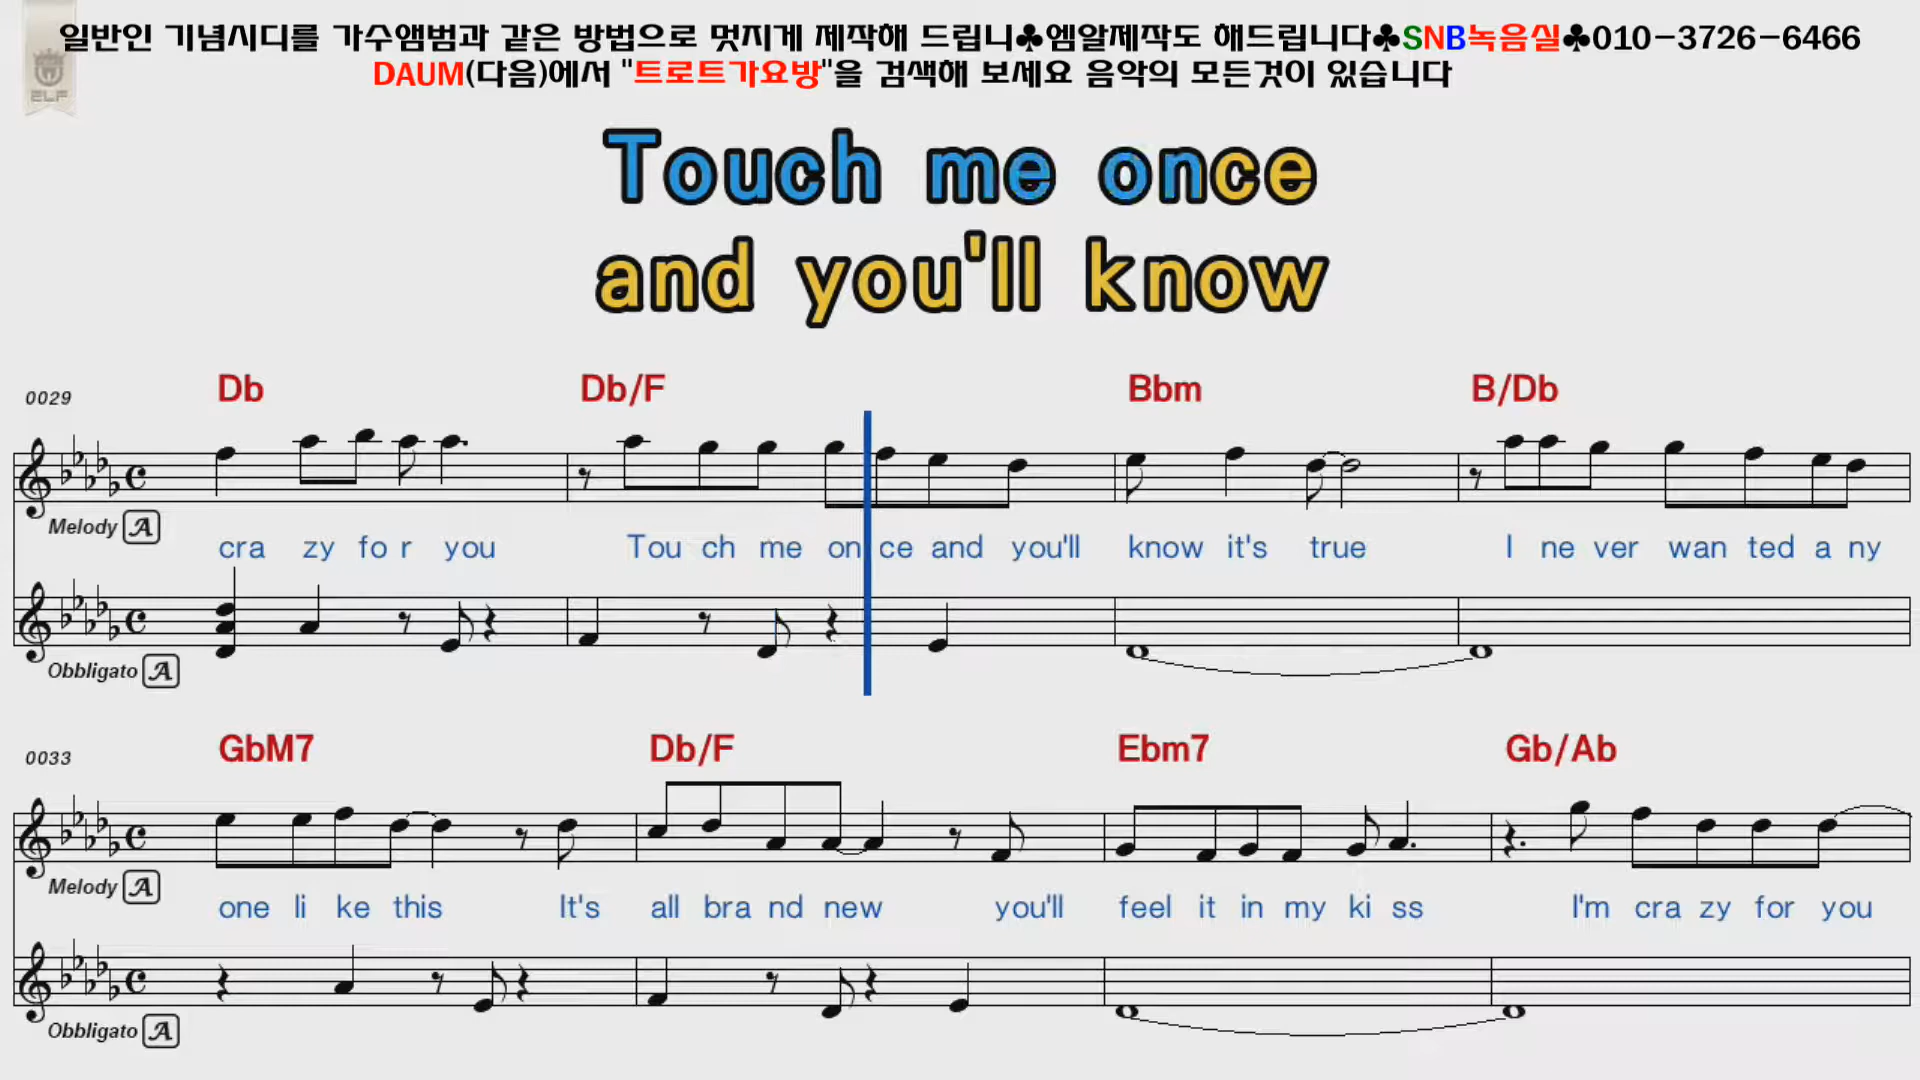 일반인 기념시디를 가수앰범과 같은 방법으로 멋지게 제작해 드립니♣엠알제작도 해드립니다♣SNB녹음실♣010-3726-6466
DAUM(다음)에서 "트로트가요방"을 검색해 보세요 음악의 모든것이 있습니다
ELF
Touch me once
and you'll know
0029 Db Db/F Bbm B/Db
Melody A
cra zy fo r you Tou ch me on ce and you'll know it's true I ne ver wan ted a ny
Obbligato A
0033 GbM7 Db/F Ebm7 Gb/Ab
Melody A
one li ke this It's all bra nd new you'll feel it in my ki ss I'm cra zy for you
Obbligato A